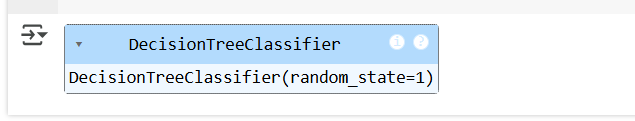 DecisionTreeClassifier i ?
DecisionTreeClassifier(random_state=1)